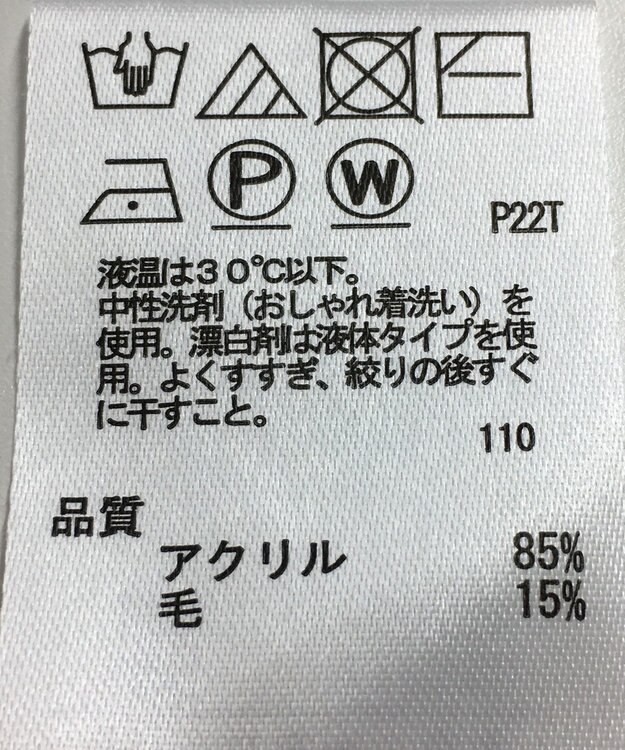 P W
P22T
液温は30℃以下。
中性洗剤（おしゃれ着洗い）を
使用。漂白剤は液体タイプを使
用。よくすすぎ、絞りの後すぐ
に干すこと。
110
品質
アクリル 85%
毛 15%